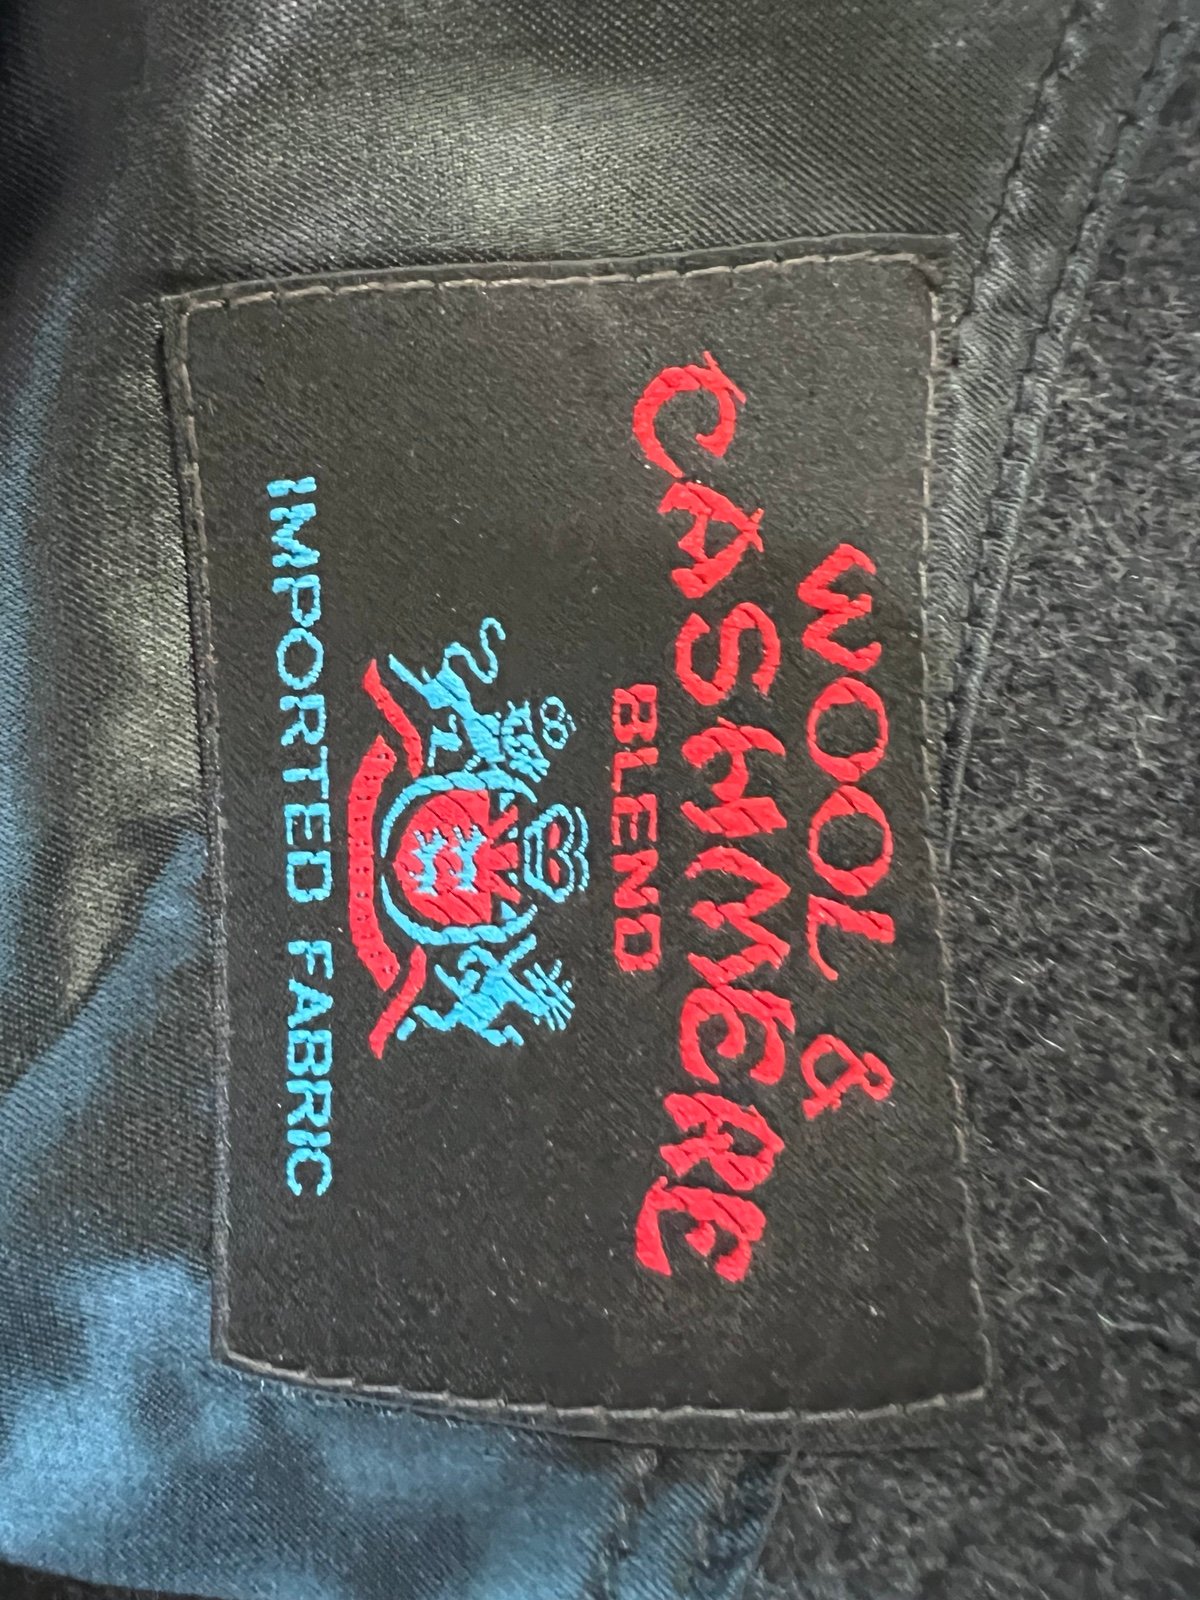 WOOL &
CASHMERE
BLEND
IMPORTED FABRIC